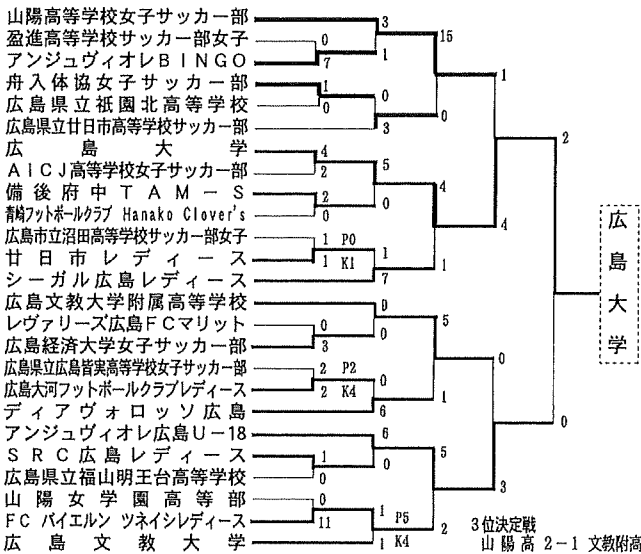 山陽高等学校女子サッカー部
盈進高等学校サッカー部女子
アンジュヴィオレBINGO
舟入体協女子サッカー部
広島県立祇園北高等学校
広島県立廿日市高等学校サッカー部
広島大学
AICJ高等学校女子サッカー部
備後府中TAM-S
青崎フットボールクラブ Hanako Clover's
広島市立沼田高等学校サッカー部女子
廿日市レディース
シーガル広島レディース
広島文教大学附属高等学校
レヴァリーズ広島FCマリット
広島経済大学女子サッカー部
広島県立広島皆実高等学校女子サッカー部
広島大河フットボールクラブレディース
ディアヴォロッソ広島
アンジュヴィオレ広島U-18
SRC広島レディース
広島県立福山明王台高等学校
山陽女学園高等部
FC バイエルン ツネイシレディース
広島文教大学
3
0
7
1
15
1
0
0
3
0
1
4
2
5
2
0
0
4
1 P0
1 K1
1
7
1
4
2
0
0
3
0
5
2 P2
2 K4
0
6
1
0
6
1
0
0
5
0
11
1 P5
1 K4
2
3
0
広島大学
3位決定戦
山陽高 2-1 文教附高